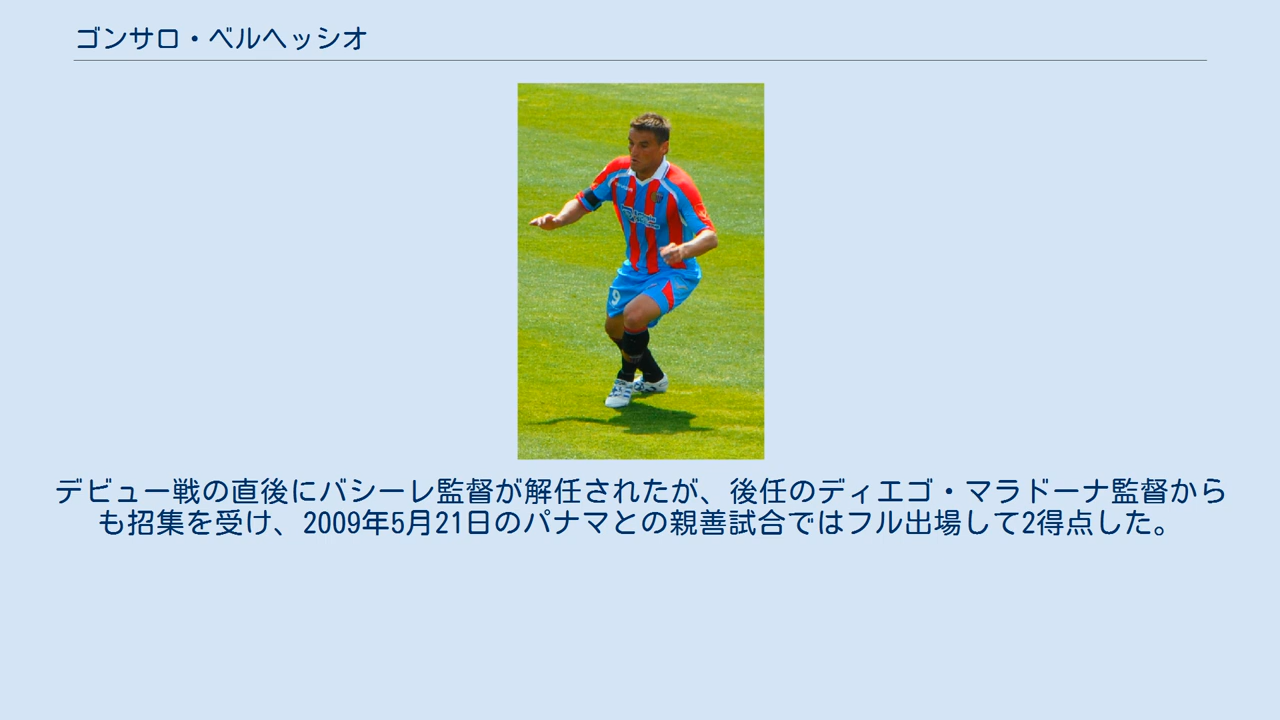 ゴンサロ・ベルヘッシオ
9
デビュー戦の直後にバシーレ監督が解任されたが、後任のディエゴ・マラドーナ監督から
も招集を受け、2009年5月21日のパナマとの親善試合ではフル出場して2得点した。